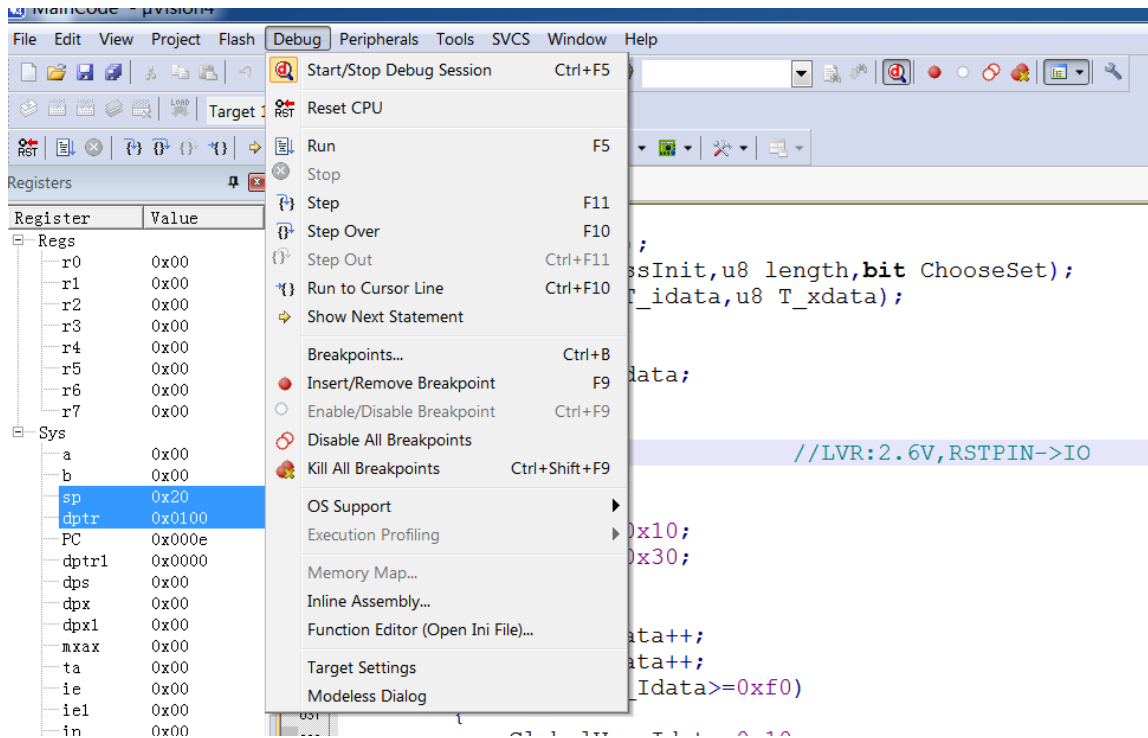 MainCode - µVision4
File Edit View Project Flash Debug Peripherals Tools SVCS Window Help
Start/Stop Debug Session Ctrl+F5
LOAD Target 1
RST Reset CPU
RST Run F5
Registers
Stop
Register Value
Step F11
Regs
Step Over F10
r0 0x00
Step Out Ctrl+F11
r1 0x00
Run to Cursor Line Ctrl+F10
r2 0x00
Show Next Statement
r3 0x00
r4 0x00
Breakpoints... Ctrl+B
r5 0x00
Insert/Remove Breakpoint F9
r6 0x00
Enable/Disable Breakpoint Ctrl+F9
r7 0x00
Sys
Disable All Breakpoints
a 0x00
Kill All Breakpoints Ctrl+Shift+F9
b 0x00
sp 0x20
OS Support
dptr 0x0100
Execution Profiling
PC 0x000e
dptr1 0x0000
Memory Map...
dps 0x00
Inline Assembly...
dpx 0x00
Function Editor (Open Ini File)...
dpx1 0x00
mxax 0x00
Target Settings
ta 0x00
Modeless Dialog
ie 0x00
ie1 0x00
in 0x00
;
ssInit,u8 length,bit ChooseSet);
T_idata,u8 T_xdata);
data;
//LVR:2.6V,RSTPIN->IO
0x10;
0x30;
ata++;
ata++;
_Idata>=0xf0)
031 {